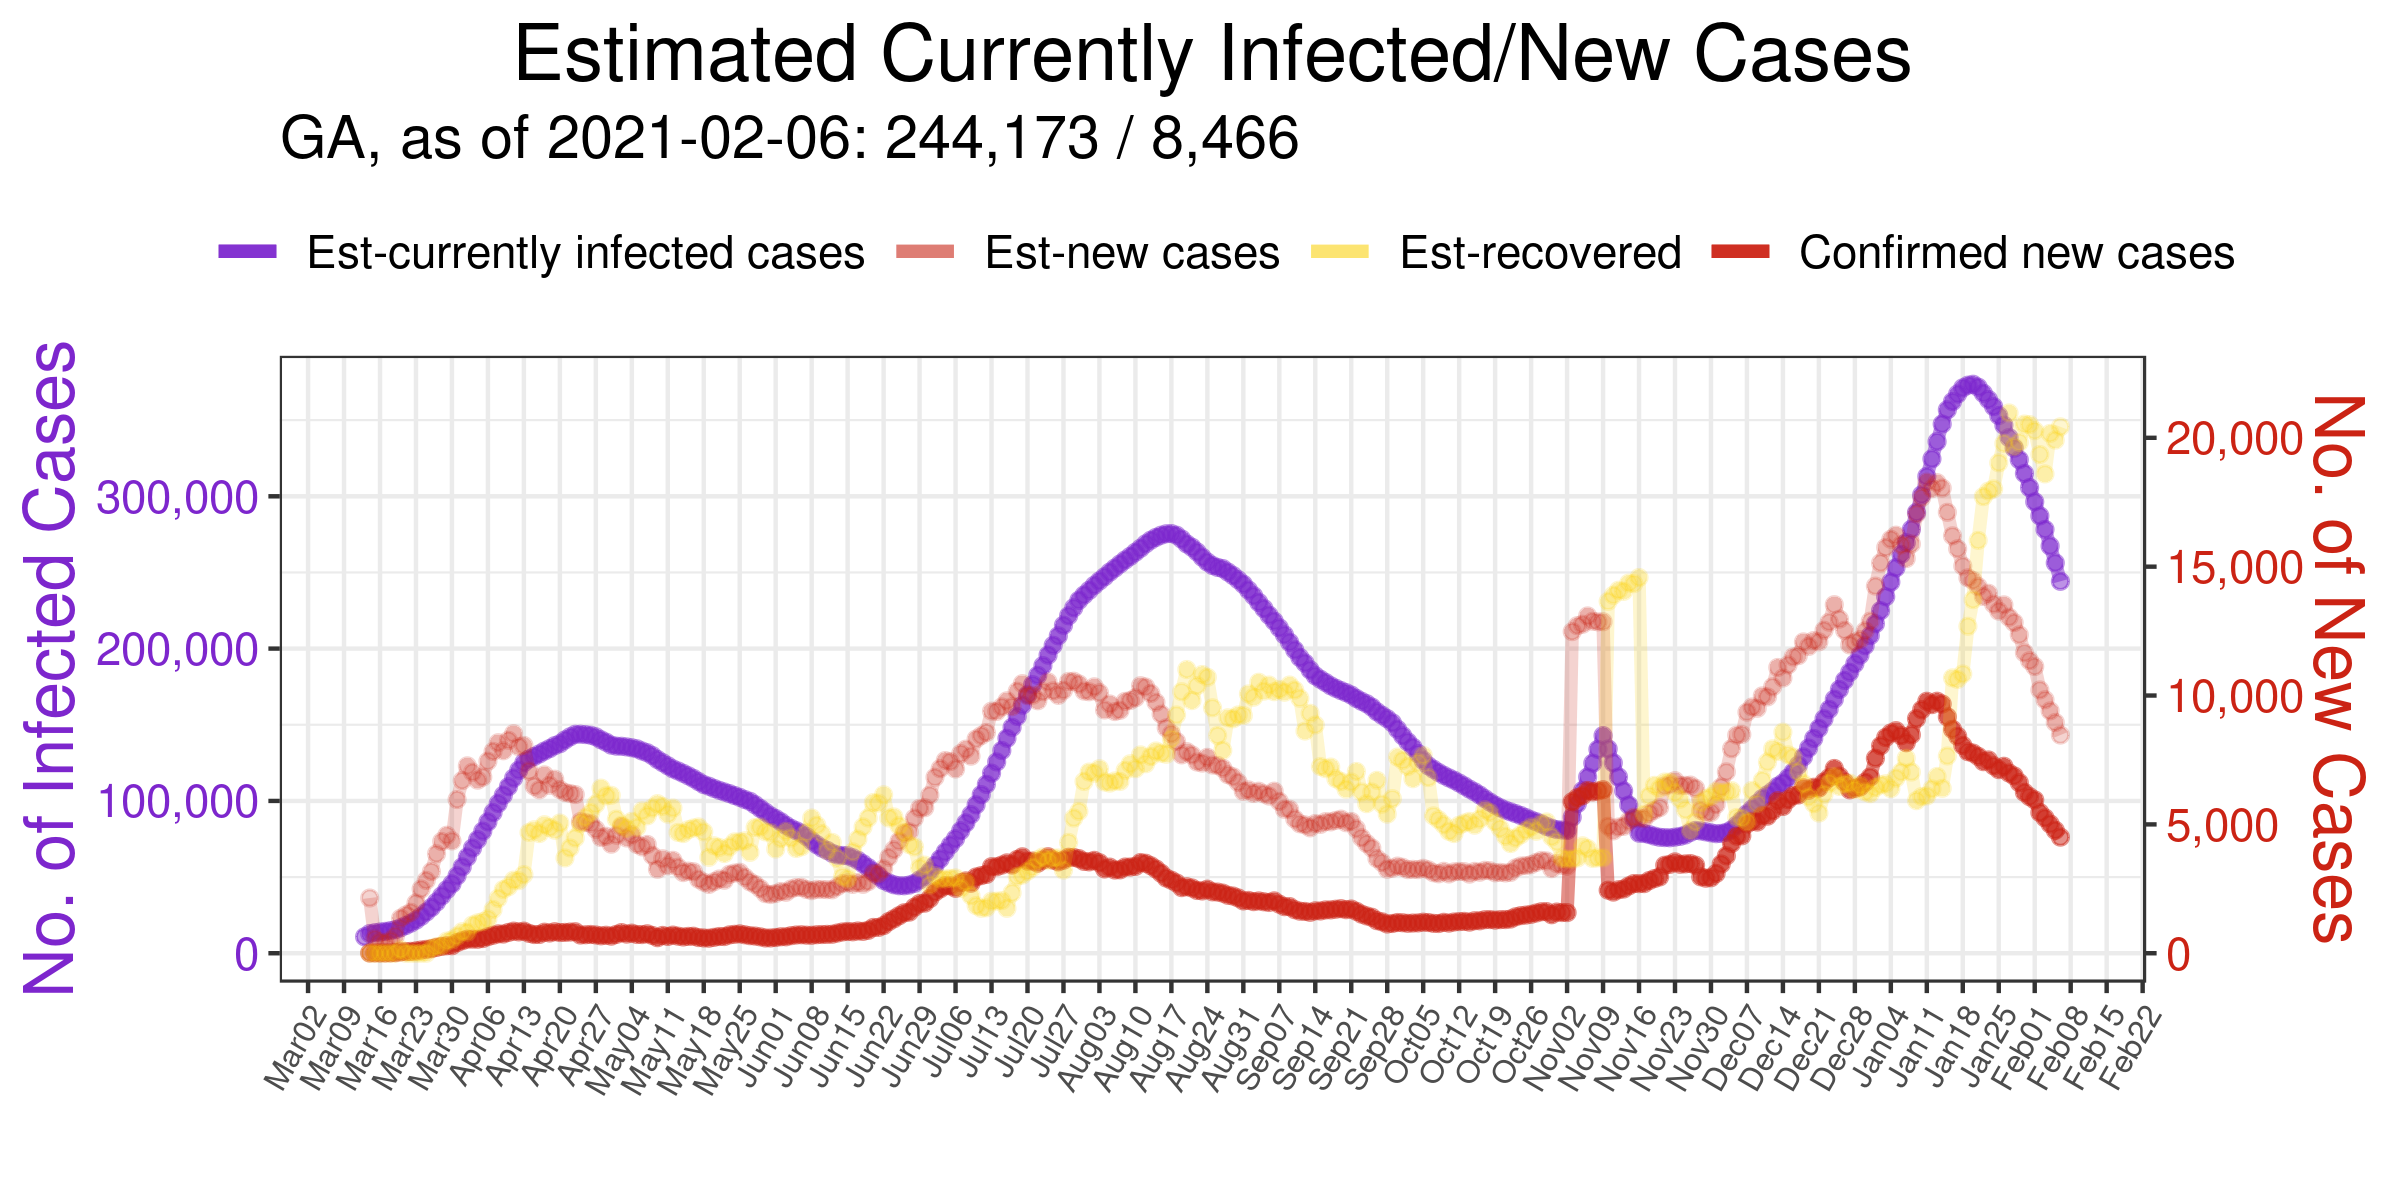 Estimated Currently Infected/New Cases
GA, as of 2021-02-06: 244,173 / 8,466
Est-currently infected cases Est-new cases Est-recovered Confirmed new cases
No. of Infected Cases
300,000
200,000
100,000
0
20,000
15,000
10,000
5,000
0
No. of New Cases
Mar02 Mar09 Mar16 Mar23 Mar30 Apr06 Apr13 Apr20 Apr27 May04 May11 May18 May25 Jun01 Jun08 Jun15 Jun22 Jun29 Jul06 Jul13 Jul20 Jul27 Aug03 Aug10 Aug17 Aug24 Aug31 Sep07 Sep14 Sep21 Sep28 Oct05 Oct12 Oct19 Oct26 Nov02 Nov09 Nov16 Nov23 Nov30 Dec07 Dec14 Dec21 Dec28 Jan04 Jan11 Jan18 Jan25 Feb01 Feb08 Feb15 Feb22